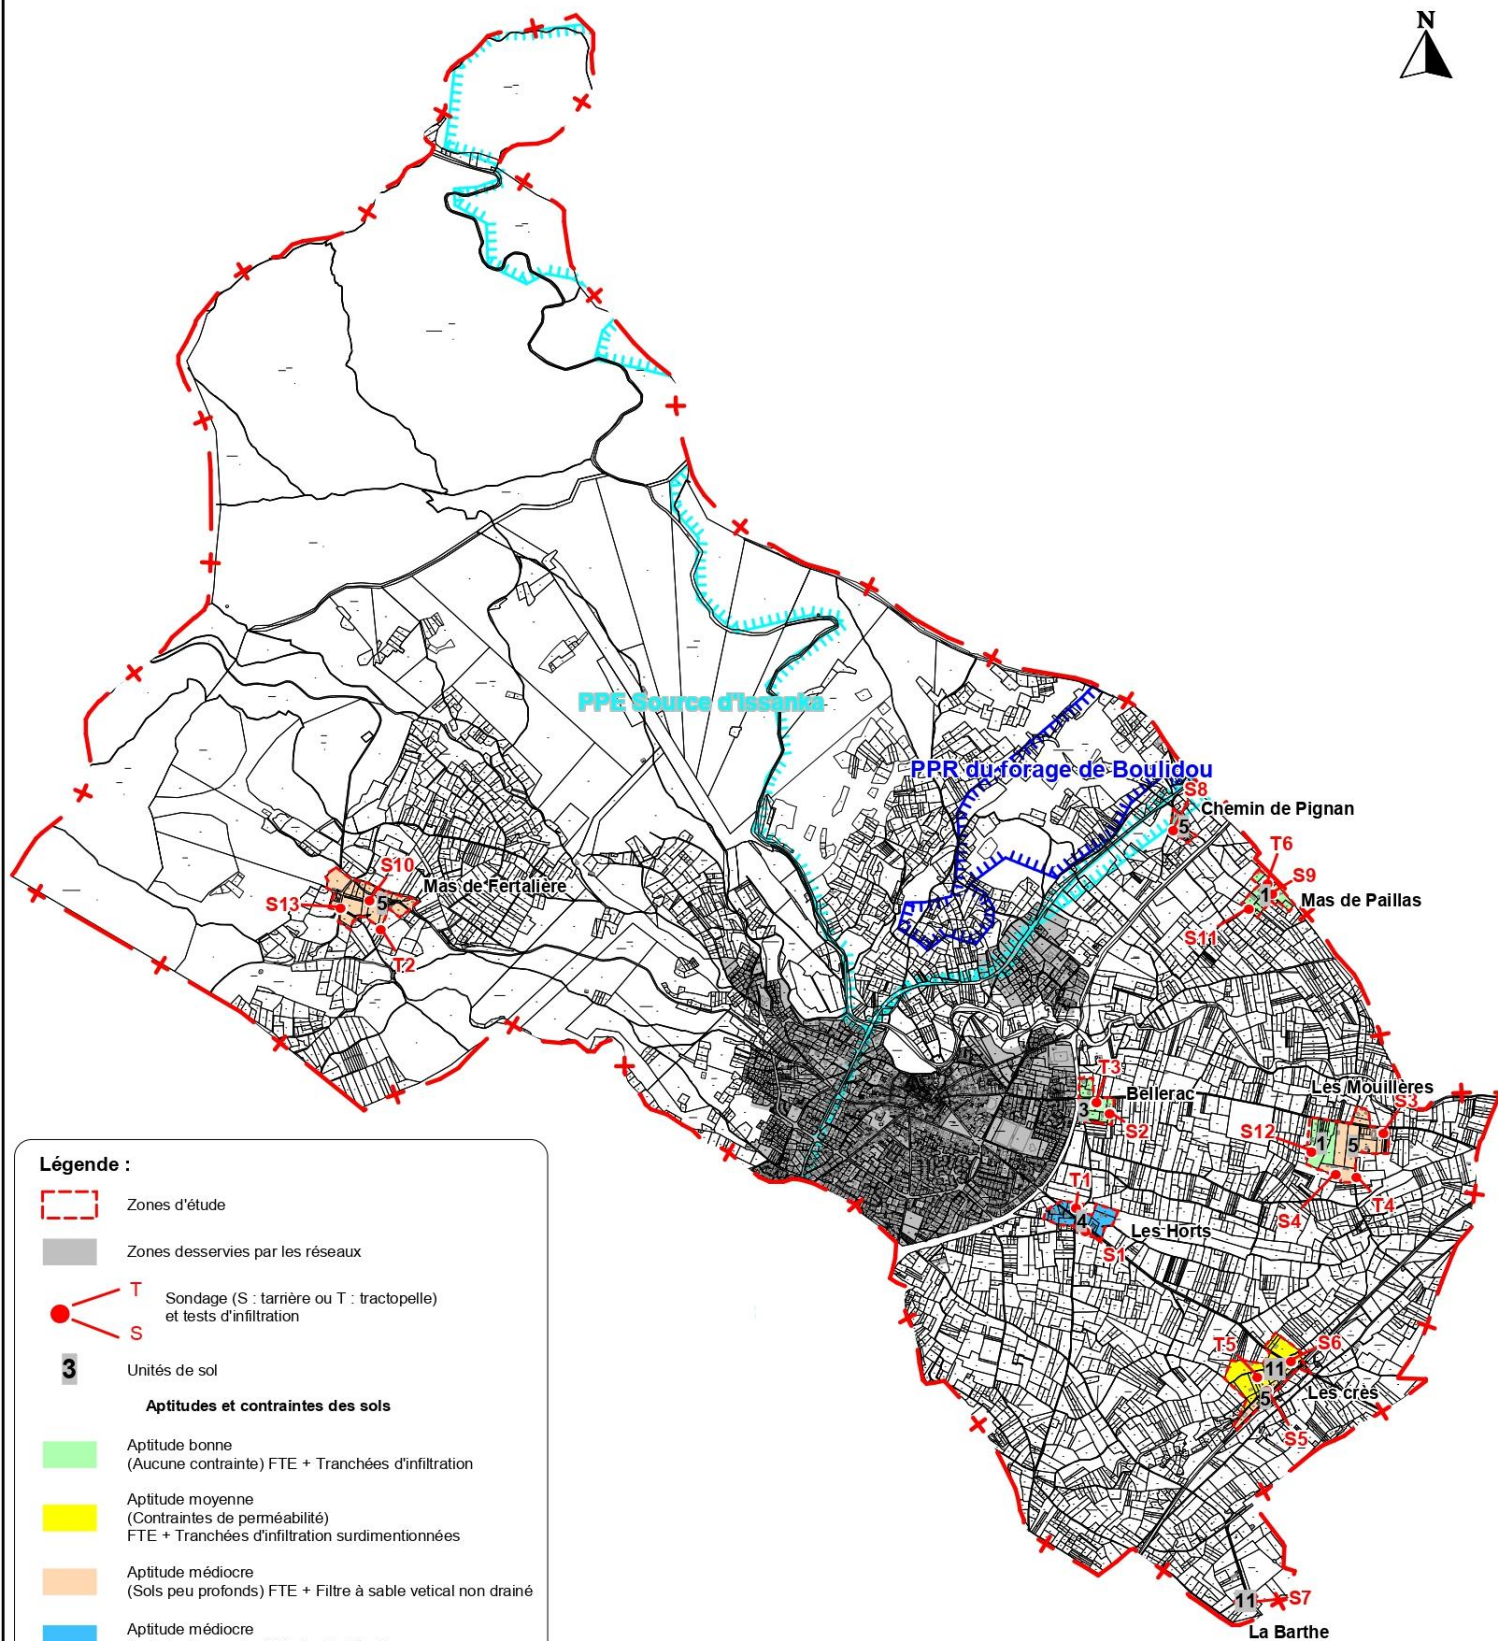 N
PPE Source d'Issanka
PPR du forage de Boulidou
S8
Chemin de Pignan
5
T6
S9
1
Mas de Paillas
S11
S10
Mas de Fertalière
S13
5
T2
T3
Bellerac
3
S2
Les Mouillères
S3
S12
1
5
S4
T4
T1
4
Les Horts
S1
T5
S6
11
Les crès
5
S5
11
S7
La Barthe
Légende :
Zones d'étude
Zones desservies par les réseaux
T
Sondage (S : tarrière ou T : tractopelle)
et tests d'infiltration
S
3
Unités de sol
Aptitudes et contraintes des sols
Aptitude bonne
(Aucune contrainte) FTE + Tranchées d'infiltration
Aptitude moyenne
(Contraintes de perméabilité)
FTE + Tranchées d'infiltration surdimentionnées
Aptitude médiocre
(Sols peu profonds) FTE + Filtre à sable vetical non drainé
Aptitude médiocre